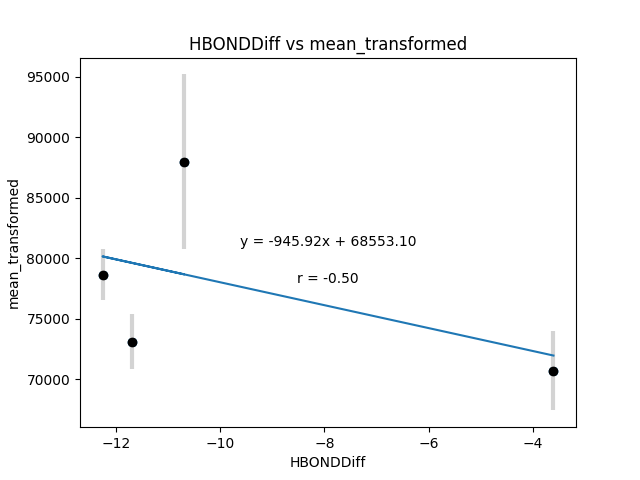 HBONDDiff vs mean_transformed
95000
90000
85000
80000
75000
70000
mean_transformed
y = -945.92x + 68553.10
r = -0.50
−12
−10
−8
−6
−4
HBONDDiff